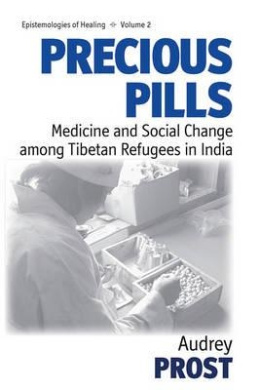 Epistemologies of Healing ✧ Volume 2
PRECIOUS
PILLS
Medicine and Social Change
among Tibetan Refugees in India
Audrey
PROST